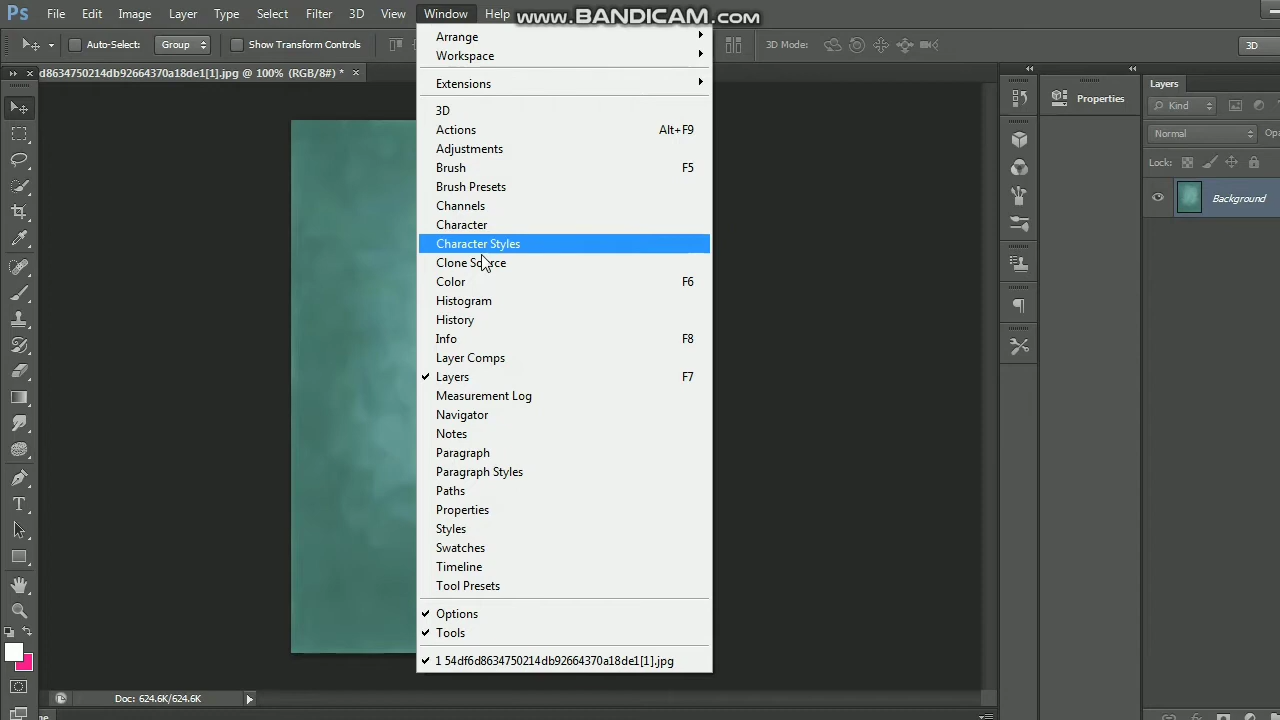 Ps File Edit Image Layer Type Select Filter 3D View Window Help
www.BANDICAM.com
Auto-Select: Group Show Transform Controls 3D Mode: 3D
d8634750214db92664370a18de1[1].jpg @ 100% (RGB/8#) *
Arrange
Workspace
Extensions
3D
Actions Alt+F9
Adjustments
Brush F5
Brush Presets
Channels
Character
Character Styles
Clone Source
Color F6
Histogram
History
Info F8
Layer Comps
Layers F7
Measurement Log
Navigator
Notes
Paragraph
Paragraph Styles
Paths
Properties
Styles
Swatches
Timeline
Tool Presets
Options
Tools
1 54df6d8634750214db92664370a18de1[1].jpg
Properties
Layers
Kind
Normal
Lock:
Background
Doc: 624.6K/624.6K